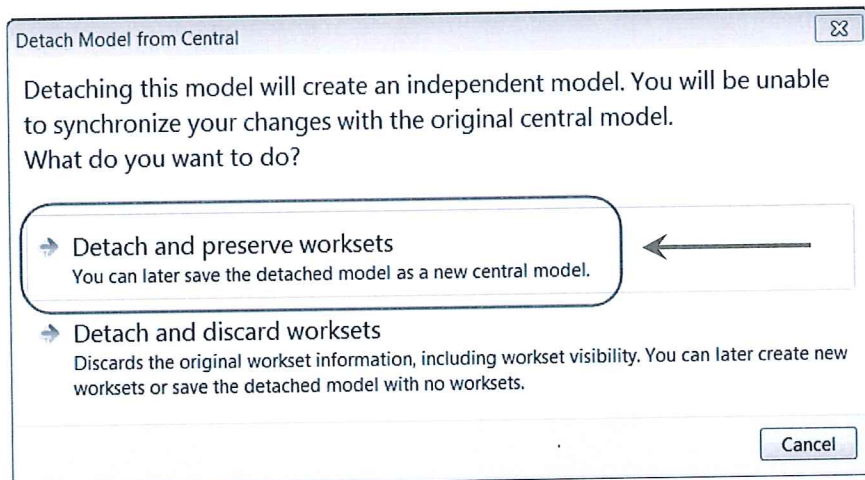 Detach Model from Central
Detaching this model will create an independent model. You will be unable
to synchronize your changes with the original central model.
What do you want to do?
Detach and preserve worksets
You can later save the detached model as a new central model.
Detach and discard worksets
Discards the original workset information, including workset visibility. You can later create new
worksets or save the detached model with no worksets.
Cancel